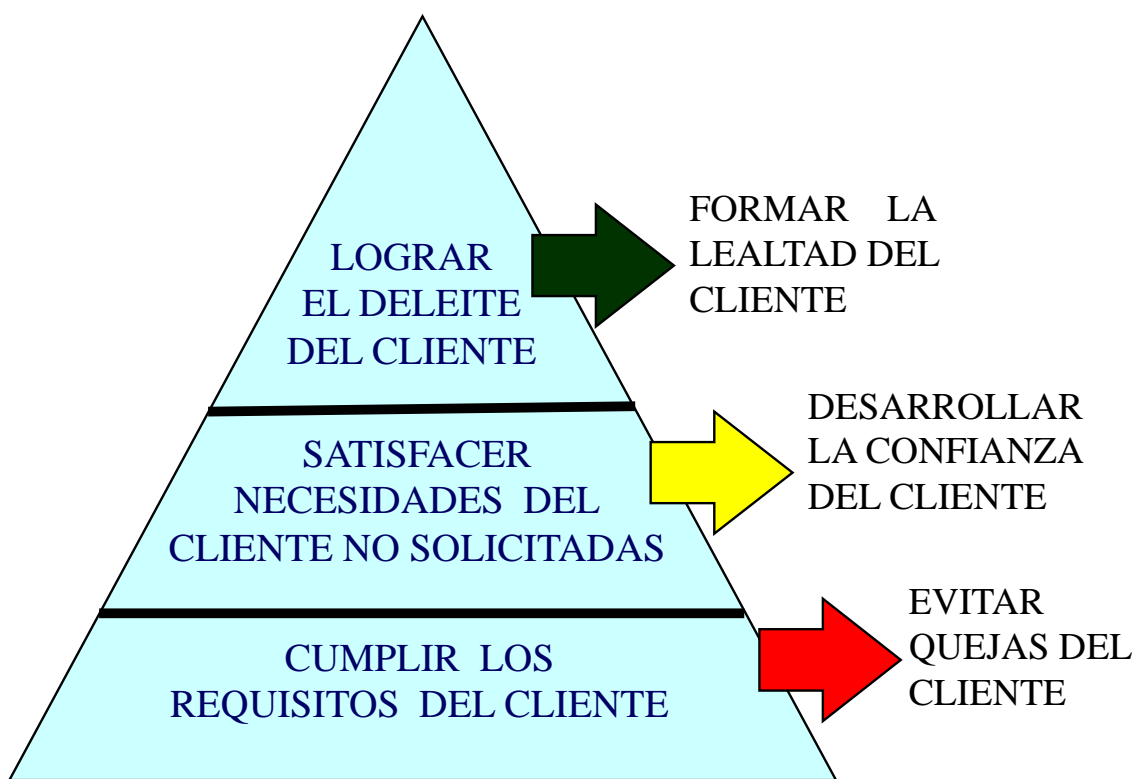 LOGRAR
EL DELEITE
DEL CLIENTE
FORMAR LA
LEALTAD DEL
CLIENTE
SATISFACER
NECESIDADES DEL
CLIENTE NO SOLICITADAS
DESARROLLAR
LA CONFIANZA
DEL CLIENTE
CUMPLIR LOS
REQUISITOS DEL CLIENTE
EVITAR
QUEJAS DEL
CLIENTE